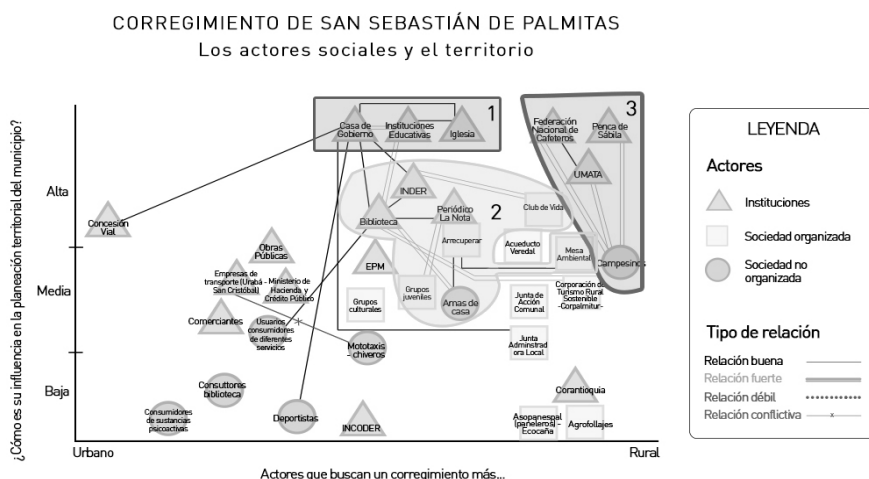 CORREGIMIENTO DE SAN SEBASTIÁN DE PALMITAS
Los actores sociales y el territorio
¿Cómo es su influencia en la planeación territorial del municipio?
Alta
Media
Baja
Urbano
Rural
Actores que buscan un corregimiento más...
1
Casa de
Gobierno
Instituciones
Educativas
Iglesia
3
Federación
Nacional de
Cafeteros
Penca de
Sábila
UMATA
Campesinos
2
INDER
Biblioteca
Periódico
La Nota
Club de Vida
Arrecuperar
Acueducto
Veredal
Mesa
Ambiental
Concesión
Vial
Obras
Públicas
EPM
Empresas de
transporte (Urabá -
San Cristóbal)
Ministerio de
Hacienda y
Crédito Público
Grupos
culturales
Grupos
juveniles
Amas de
casa
Junta de
Acción
Comunal
Corporación de
Turismo Rural
Sostenible
-Corpalmitur-
Comerciantes
Usuarios
consumidores
de diferentes
servicios
x
Mototaxis
- chiveros
Junta
Adminstrad
ora Local
Consultores
biblioteca
Corantioquia
Consumidores
de sustancias
psicoactivas
Deportistas
INCODER
Asopanespal
(paneleros) -
Ecocaña
Agrofollajes
LEYENDA
Actores
Instituciones
Sociedad organizada
Sociedad no
organizada
Tipo de relación
Relación buena
Relación fuerte
Relación débil
Relación conflictiva
x